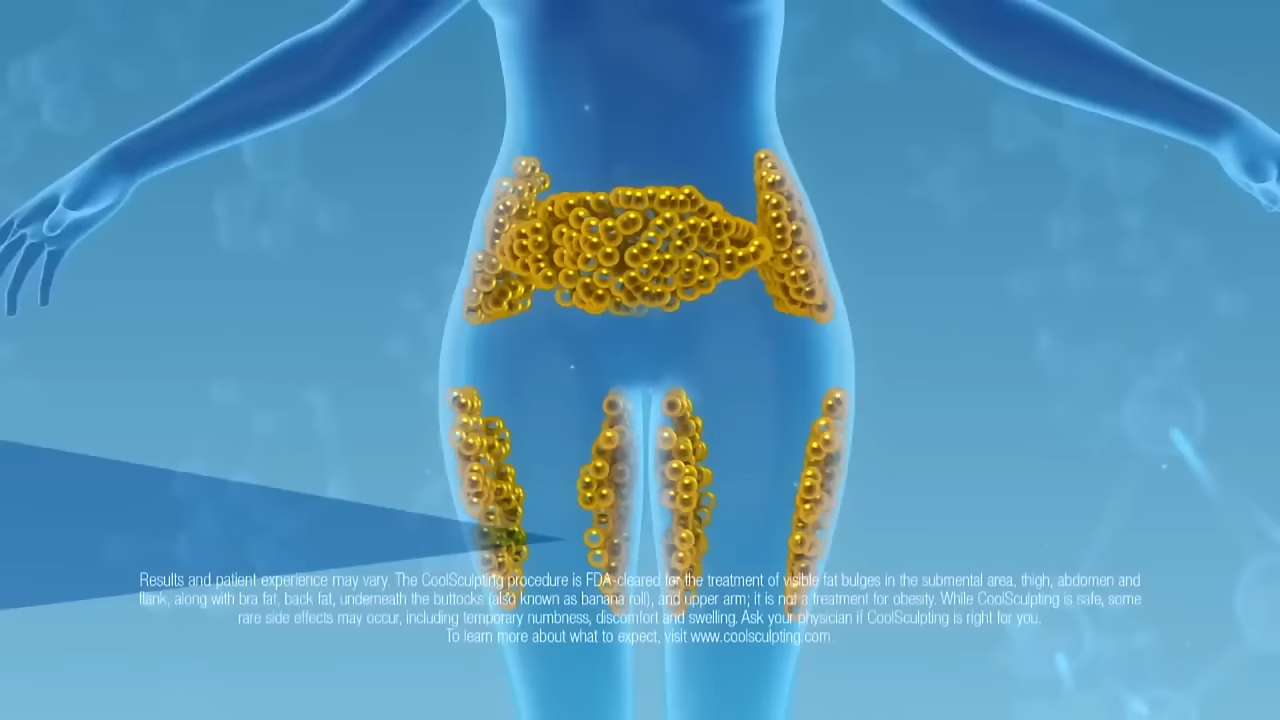 Results and patient experience may vary. The CoolSculpting procedure is FDA-cleared for the treatment of visible fat bulges in the submental area, thigh, abdomen and
flank, along with bra fat, back fat, underneath the buttocks (also known as banana roll), and upper arm; it is not a treatment for obesity. While CoolSculpting is safe, some
rare side effects may occur, including temporary numbness, discomfort and swelling. Ask your physician if CoolSculpting is right for you.
To learn more about what to expect, visit www.coolsculpting.com